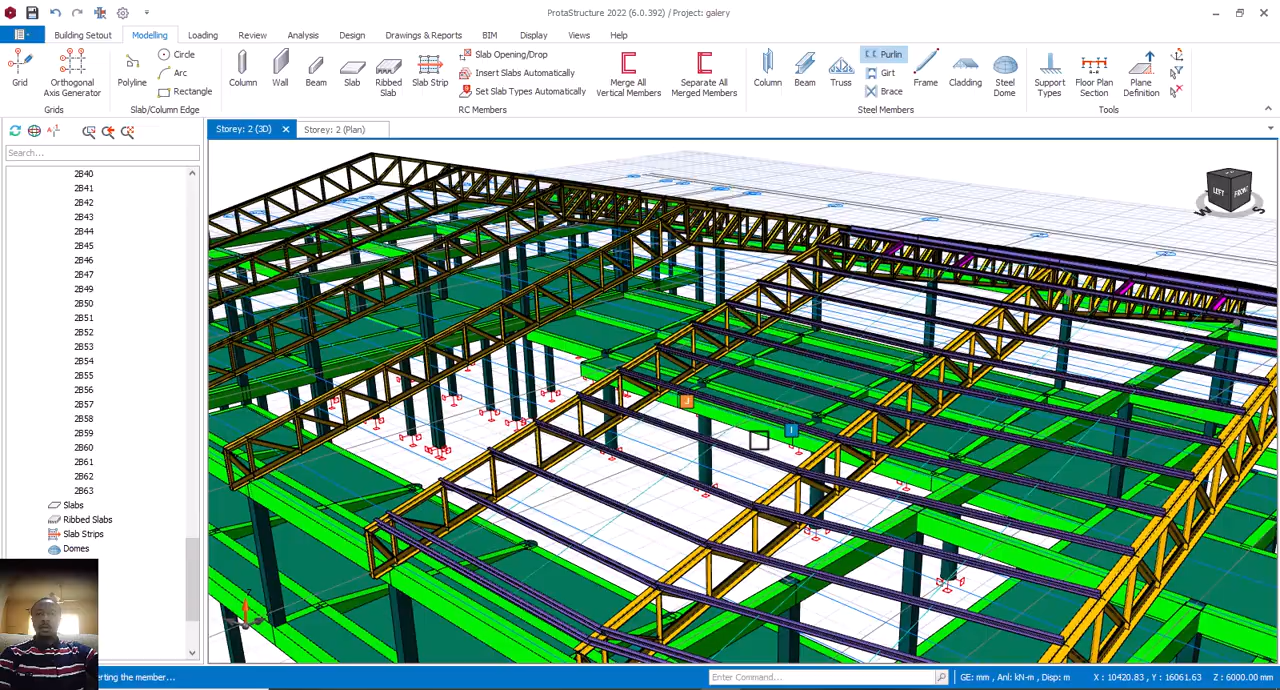 ProtaStructure 2022 (6.0.392) / Project: galery
Building Setout Modelling Loading Review Analysis Design Drawings & Reports BIM Display Views Help
Grid
Orthogonal
Axis Generator
Grids
Polyline
Circle
Arc
Rectangle
Slab/Column Edge
Column
Wall
Beam
Slab
Ribbed
Slab
Slab Strip
Slab Opening/Drop
Insert Slabs Automatically
Set Slab Types Automatically
Merge All
Vertical Members
Separate All
Merged Members
RC Members
Column
Beam
Truss
Purlin
Girt
Brace
Frame
Cladding
Steel
Dome
Steel Members
Support
Types
Floor Plan
Section
Plane
Definition
Tools
Search...
Storey: 2 (3D)
Storey: 2 (Plan)
2B40
2B41
2B42
2B43
2B44
2B45
2B46
2B47
2B49
2B50
2B51
2B52
2B53
2B54
2B55
2B56
2B57
2B58
2B59
2B60
2B61
2B62
2B63
Slabs
Ribbed Slabs
Slab Strips
Domes
LEFT
FRONT
W
S
J
I
Z
erting the member...
Enter Command...
GE: mm , Anl: kN-m , Disp: m
X : 10420.83 , Y : 16061.63
Z : 6000.00 mm